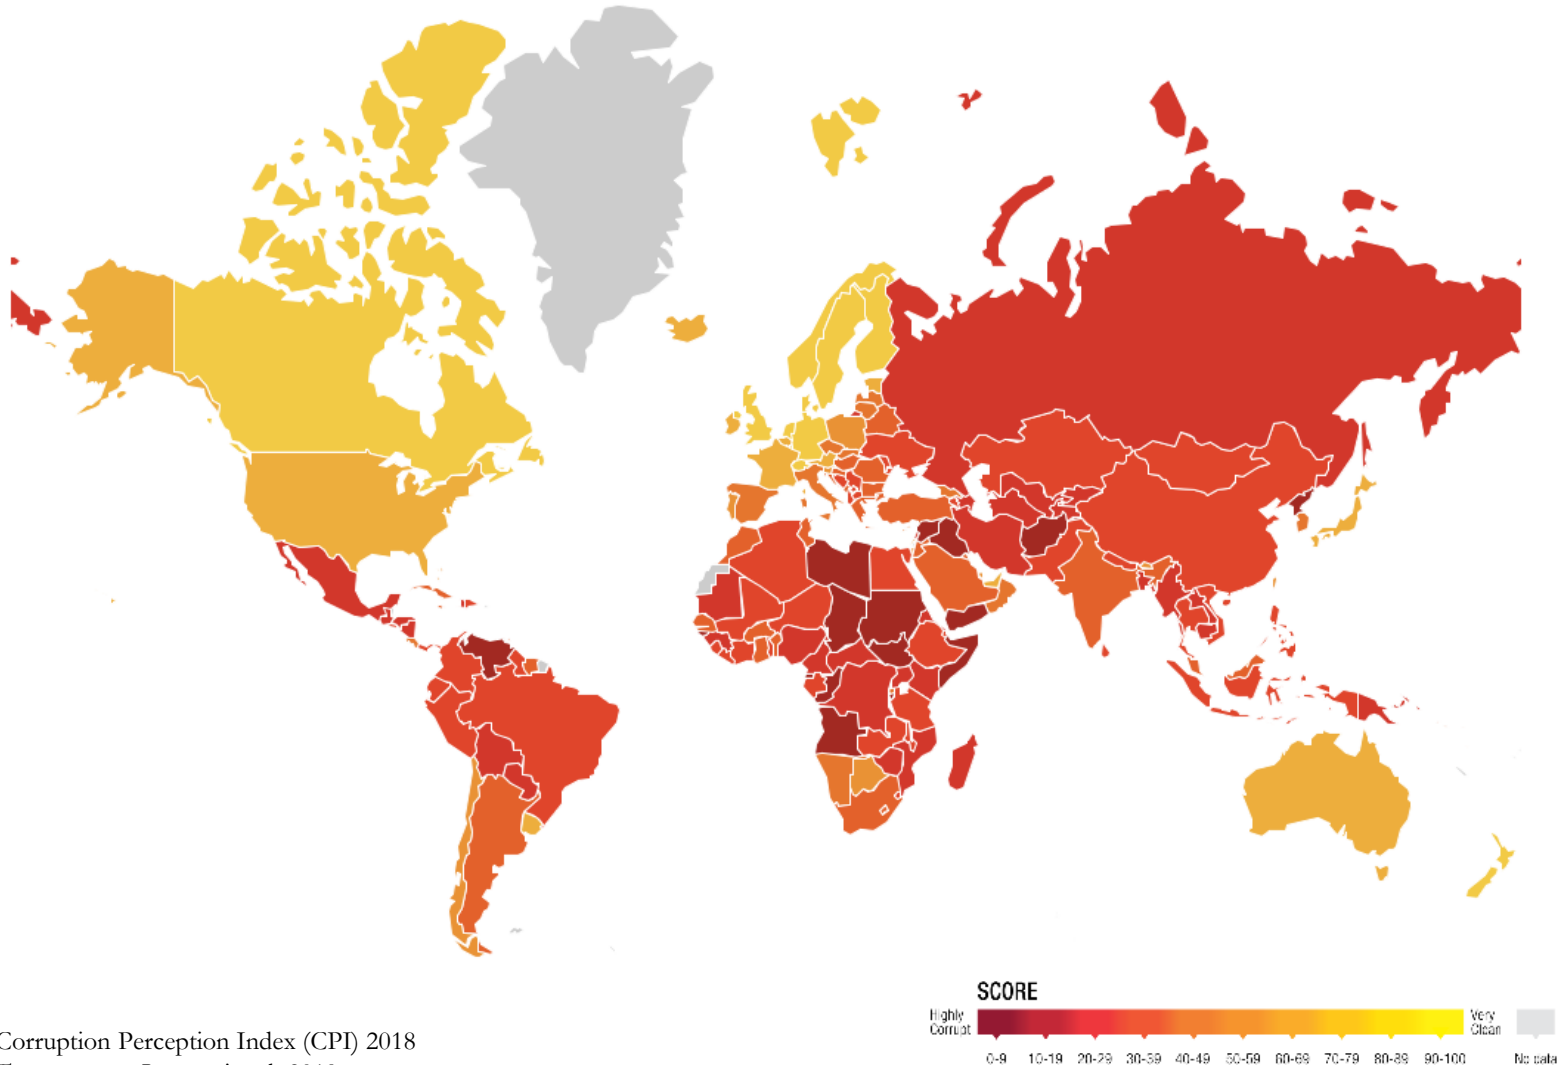 SCORE
Highly Corrupt
Very Clean
0-9 10-19 20-29 30-39 40-49 50-59 60-69 70-79 80-89 90-100 No data
Corruption Perception Index (CPI) 2018